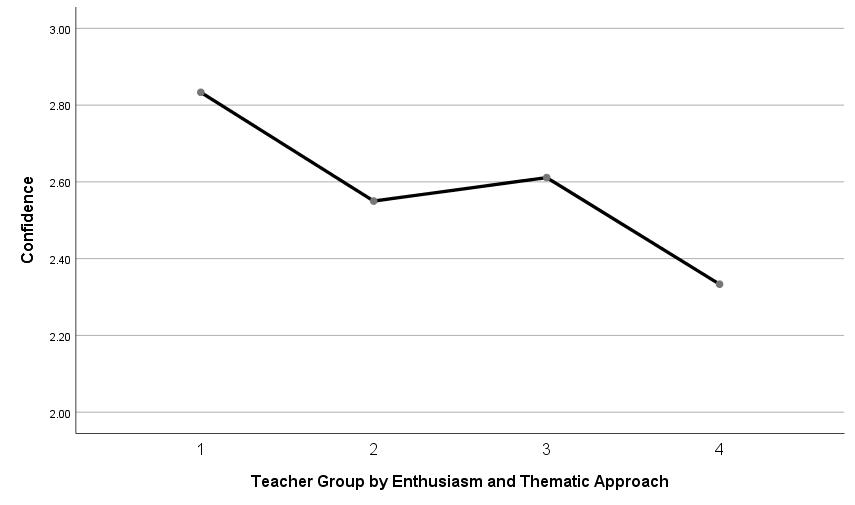 3.00
2.80
2.60
2.40
2.20
2.00
Confidence
1 2 3 4
Teacher Group by Enthusiasm and Thematic Approach